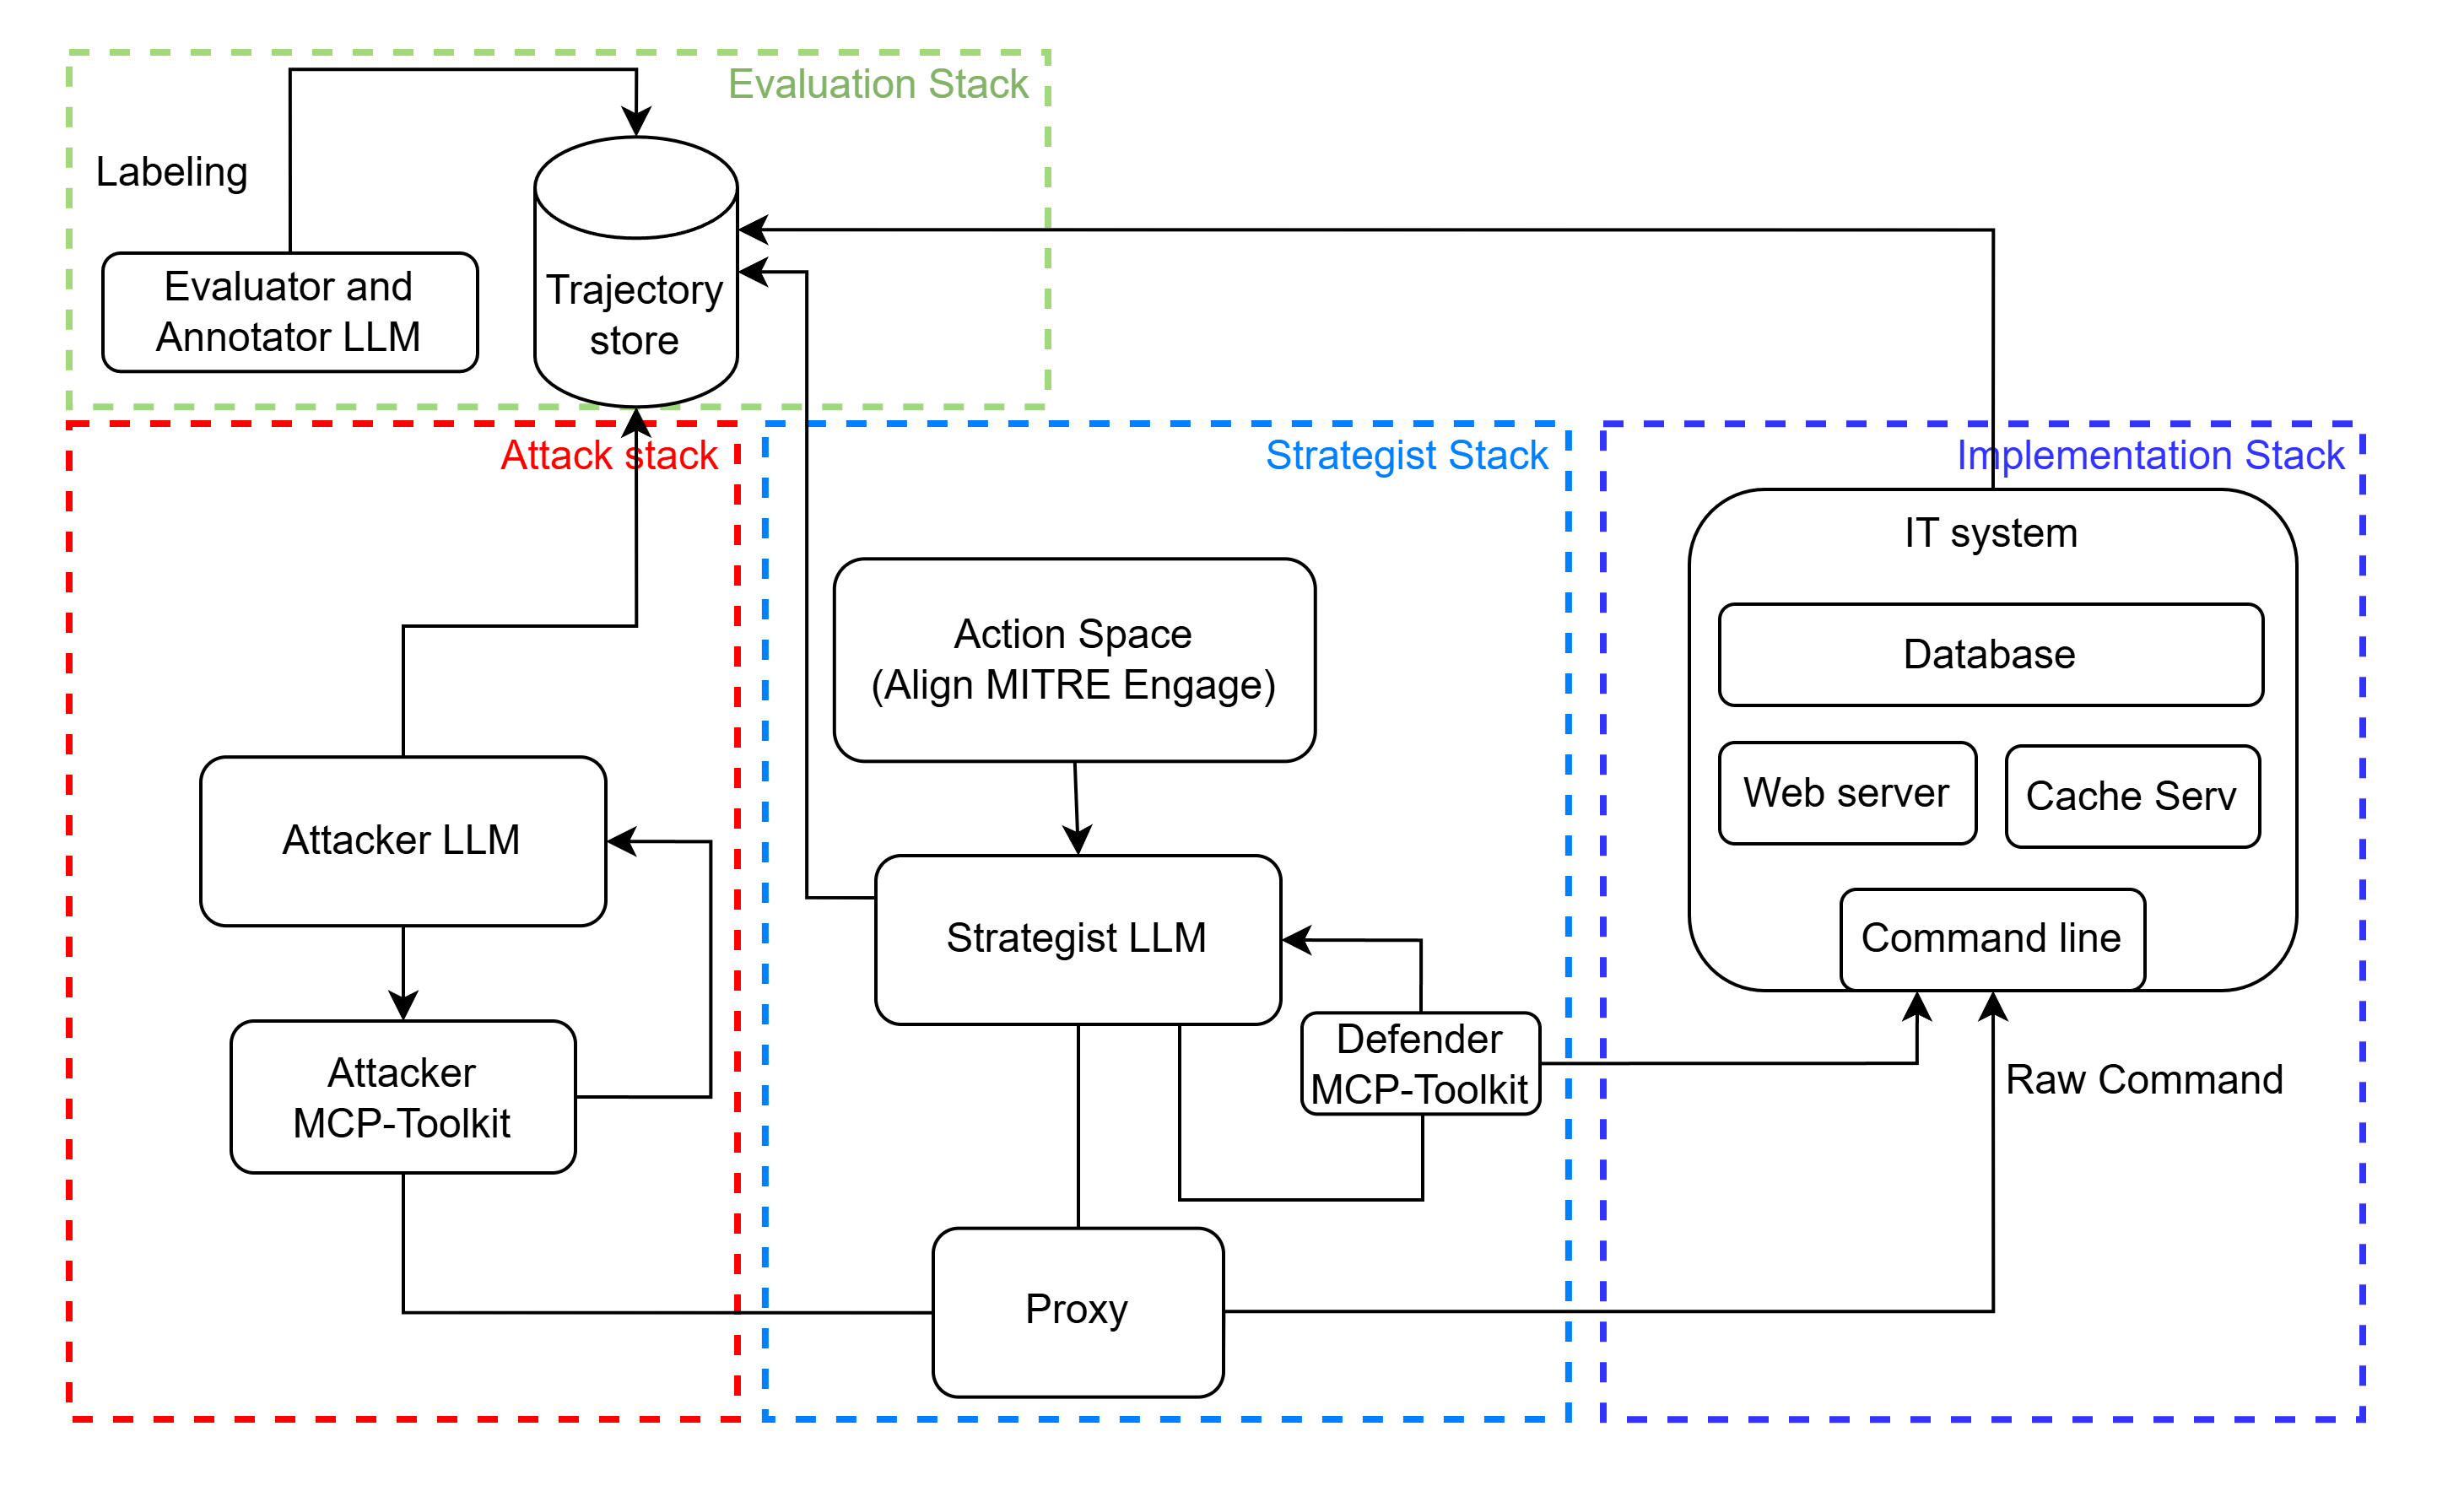 Evaluation Stack
Labeling
Evaluator and
Annotator LLM
Trajectory
store
Attack stack
Attacker LLM
Attacker
MCP-Toolkit
Strategist Stack
Action Space
(Align MITRE Engage)
Strategist LLM
Defender
MCP-Toolkit
Proxy
Implementation Stack
IT system
Database
Web server
Cache Serv
Command line
Raw Command